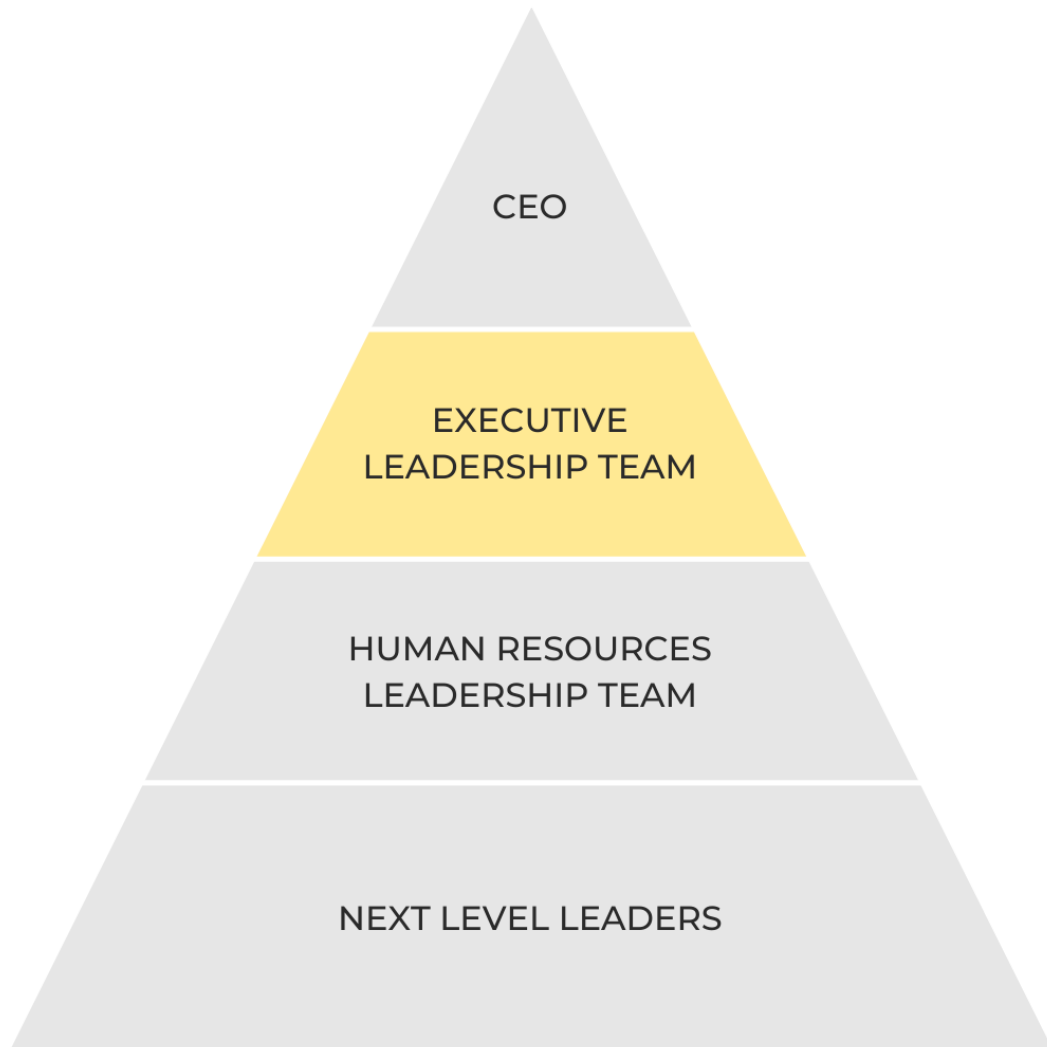 CEO
EXECUTIVE
LEADERSHIP TEAM
HUMAN RESOURCES
LEADERSHIP TEAM
NEXT LEVEL LEADERS